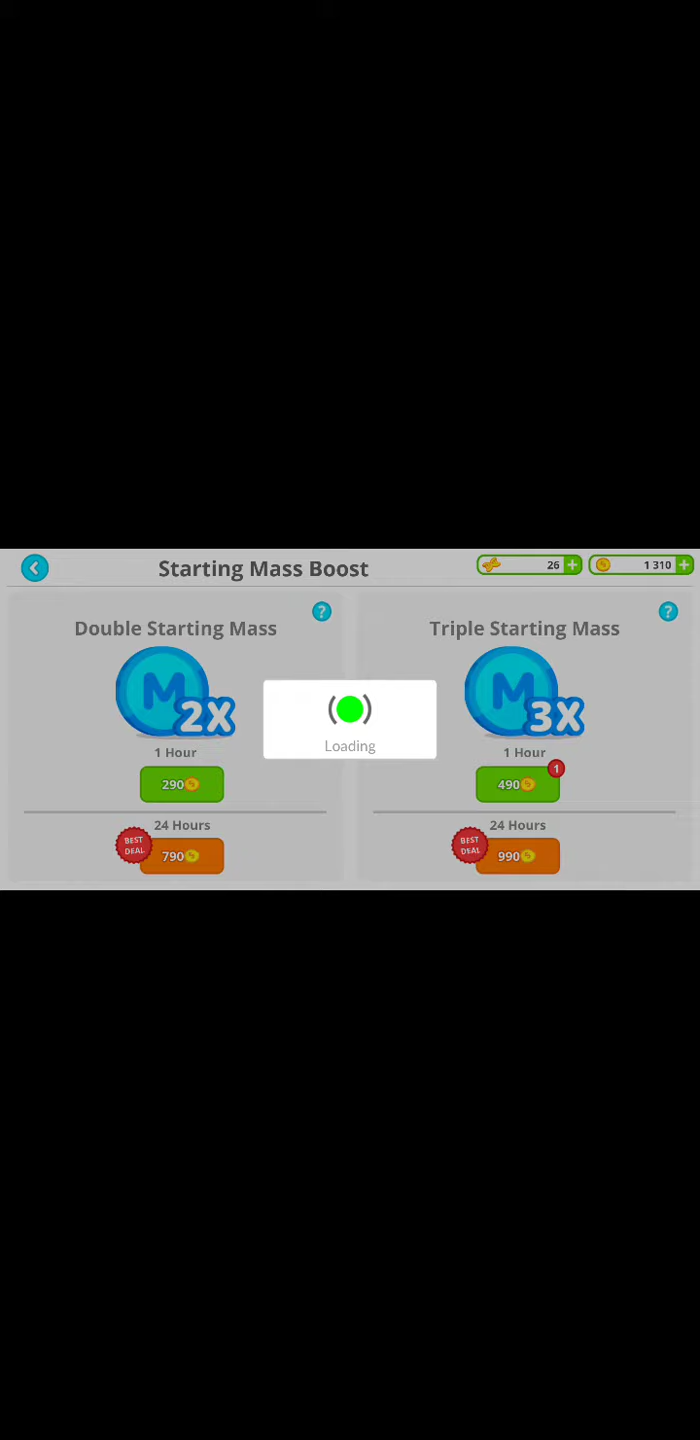 Starting Mass Boost
26
1 310
Double Starting Mass
?
Triple Starting Mass
?
M
2X
M
3X
Loading
1 Hour
1 Hour
290
490
1
24 Hours
24 Hours
BEST
DEAL
790
BEST
DEAL
990